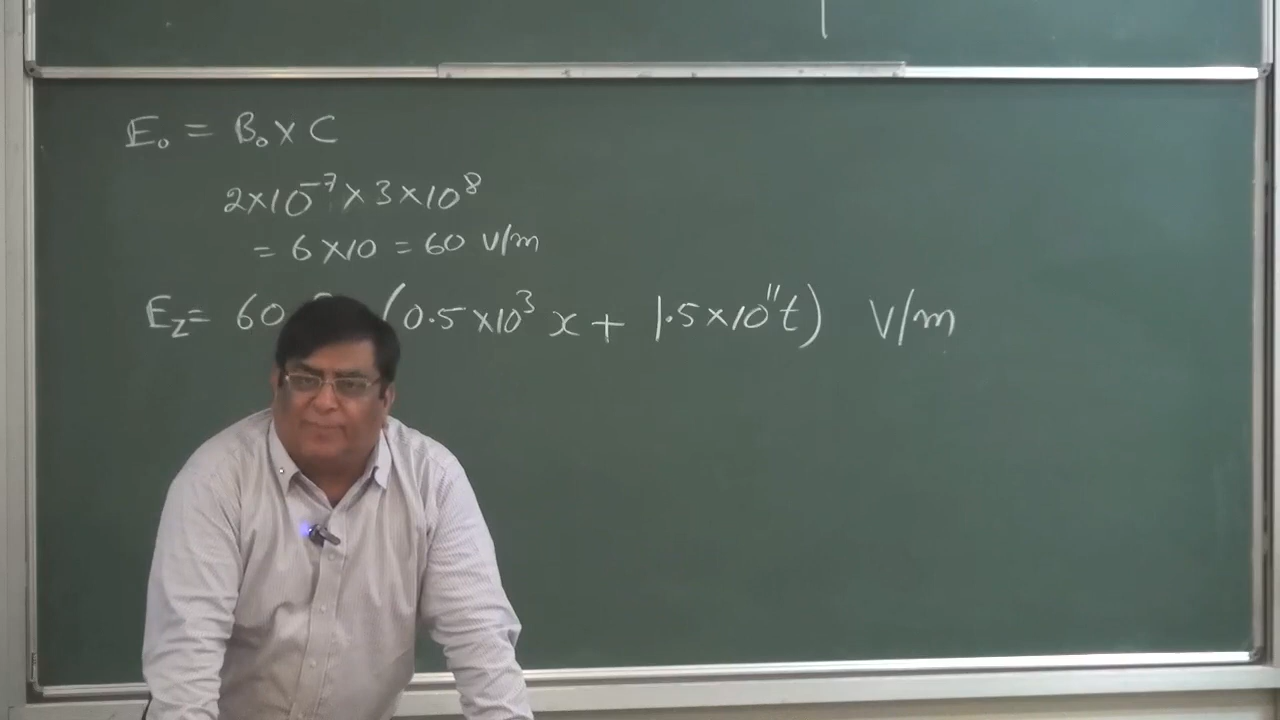 E₀ = B₀ × C
2×10⁻⁷ × 3×10⁸
= 6 ×10 = 60 V/m
E_z = 60 (0.5 ×10³ x + 1.5×10¹¹t) V/m